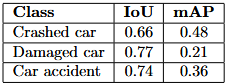 Class IoU mAP
Crashed car 0.66 0.48
Damaged car 0.77 0.21
Car accident 0.74 0.36